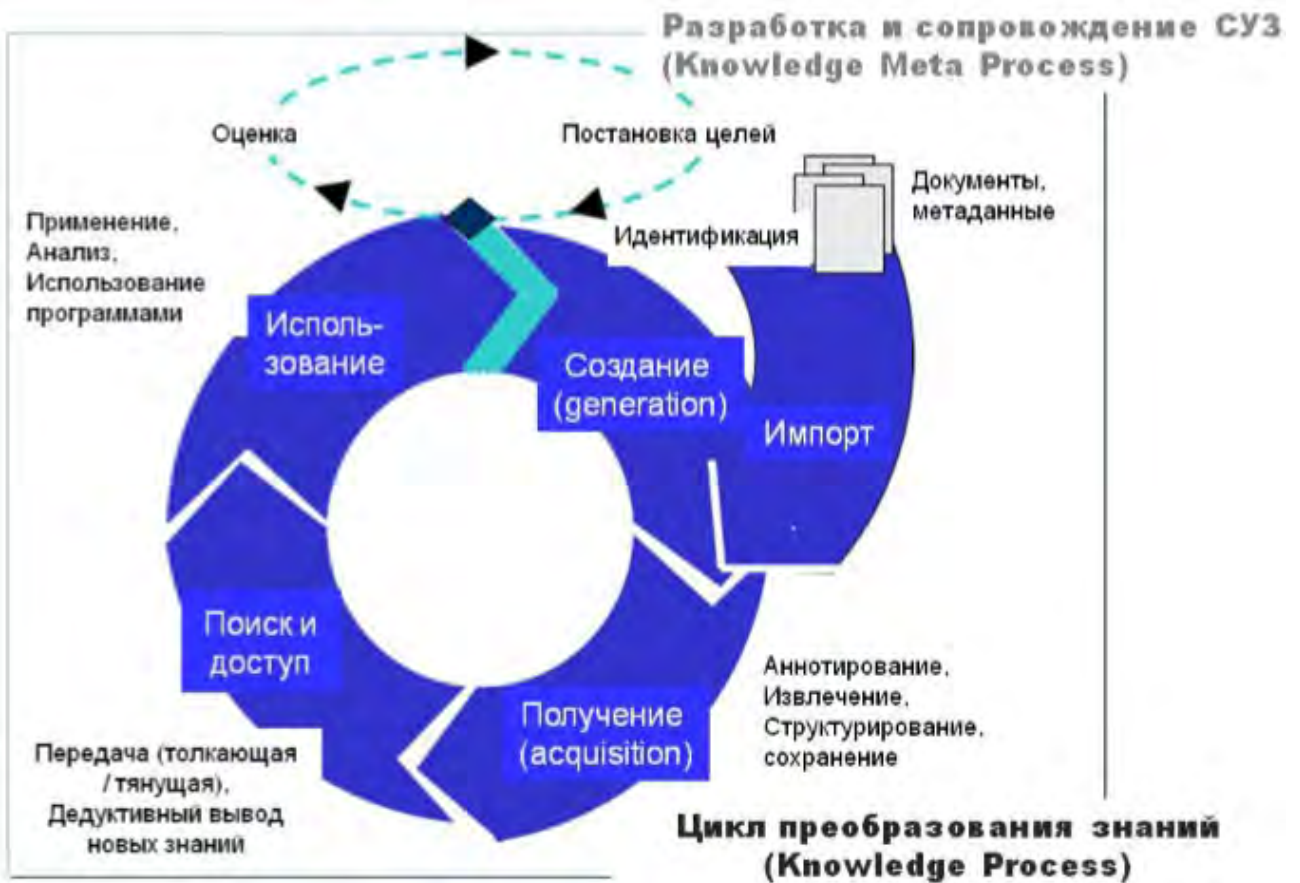 Разработка и сопровождение СУЗ
(Knowledge Meta Process)
Оценка
Постановка целей
Документы,
метаданные
Идентификация
Применение,
Анализ,
Использование
программами
Исполь-
зование
Создание
(generation)
Импорт
Поиск и
доступ
Получение
(acquisition)
Аннотирование,
Извлечение,
Структурирование,
сохранение
Передача (толкающая
/ тянущая),
Дедуктивный вывод
новых знаний
Цикл преобразования знаний
(Knowledge Process)